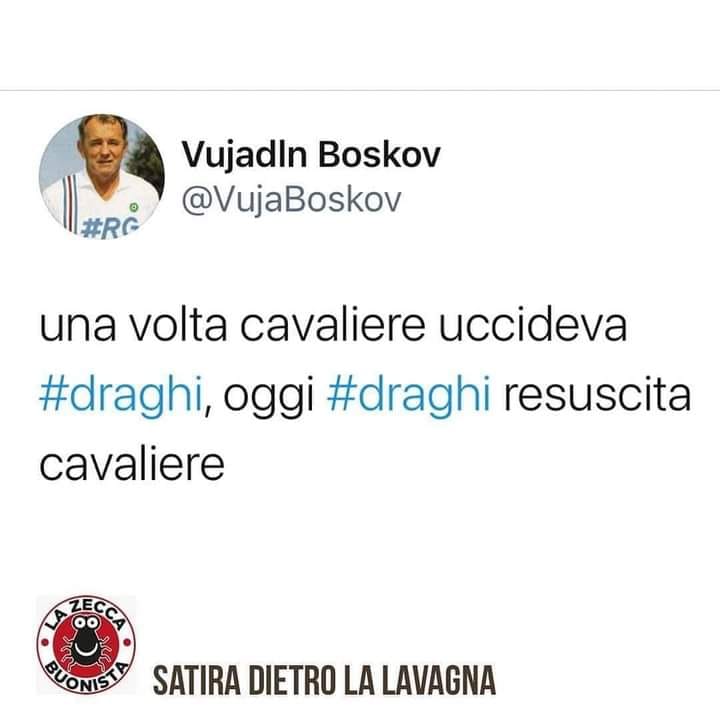 VujadIn Boskov
@VujaBoskov
#RG
una volta cavaliere uccideva
#draghi, oggi #draghi resuscita
cavaliere
LA ZECCA
BUONISTA
SATIRA DIETRO LA LAVAGNA